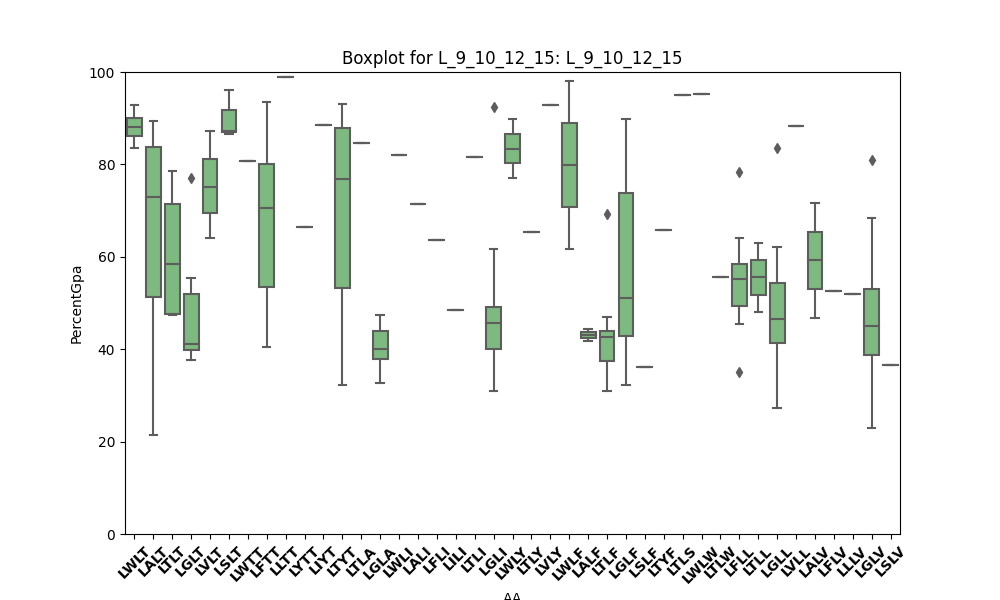 Boxplot for L_9_10_12_15: L_9_10_12_15
100
80
60
40
20
0
PercentGpa
LWLT LALT LTLT LGLT LVLT LSLT LWTT LFTT LLTT LYTT LIYT LTYT LTLA LGLA LWLI LALI LFLI LILI LTLI LGLI LWLY LTLY LVLY LWLF LALF LTLF LGLF LSLF LTYF LTLS LWLW LTLW LFLL LTLL LGLL LVLL LALV LFLV LLLV LGLV LSLV
AA